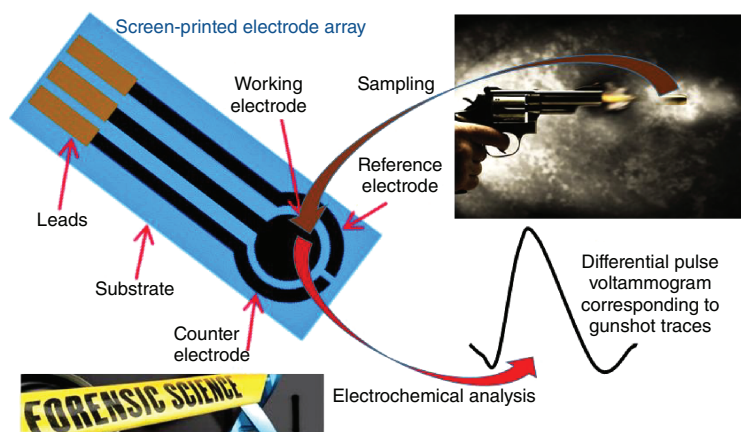 Screen-printed electrode array
Working
electrode
Sampling
Reference
electrode
Leads
Substrate
Counter
electrode
Differential pulse
voltammogram
corresponding to
gunshot traces
Electrochemical analysis
FORENSIC SCIENCE